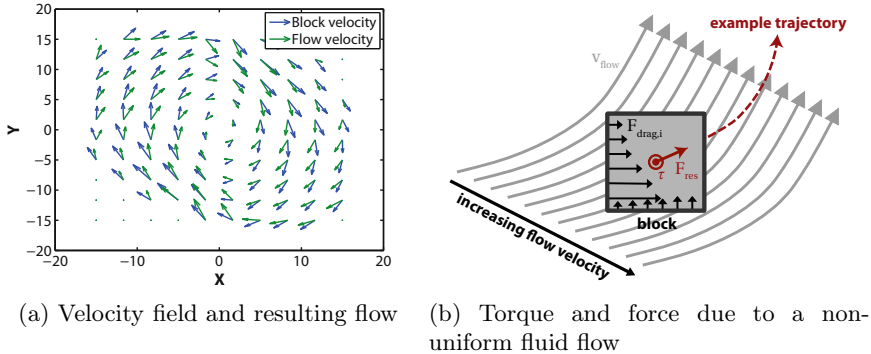 Block velocity
Flow velocity
20
15
10
5
0
−5
−10
−15
−20
Y
−20
−10
0
10
20
X
(a) Velocity field and resulting flow
example trajectory
v_flow
F_drag,i
F_res
τ
block
increasing flow velocity
(b) Torque and force due to a non-
uniform fluid flow